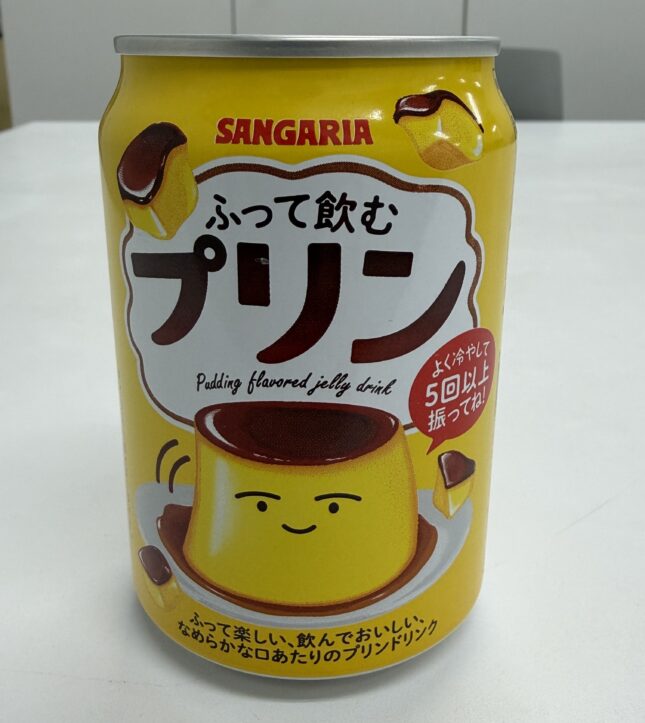 SANGARIA
ふって飲む
プリン
Pudding flavored jelly drink
よく冷やして
5回以上
振ってね!
ふって楽しい、飲んでおいしい、
なめらかな口あたりのプリンドリンク